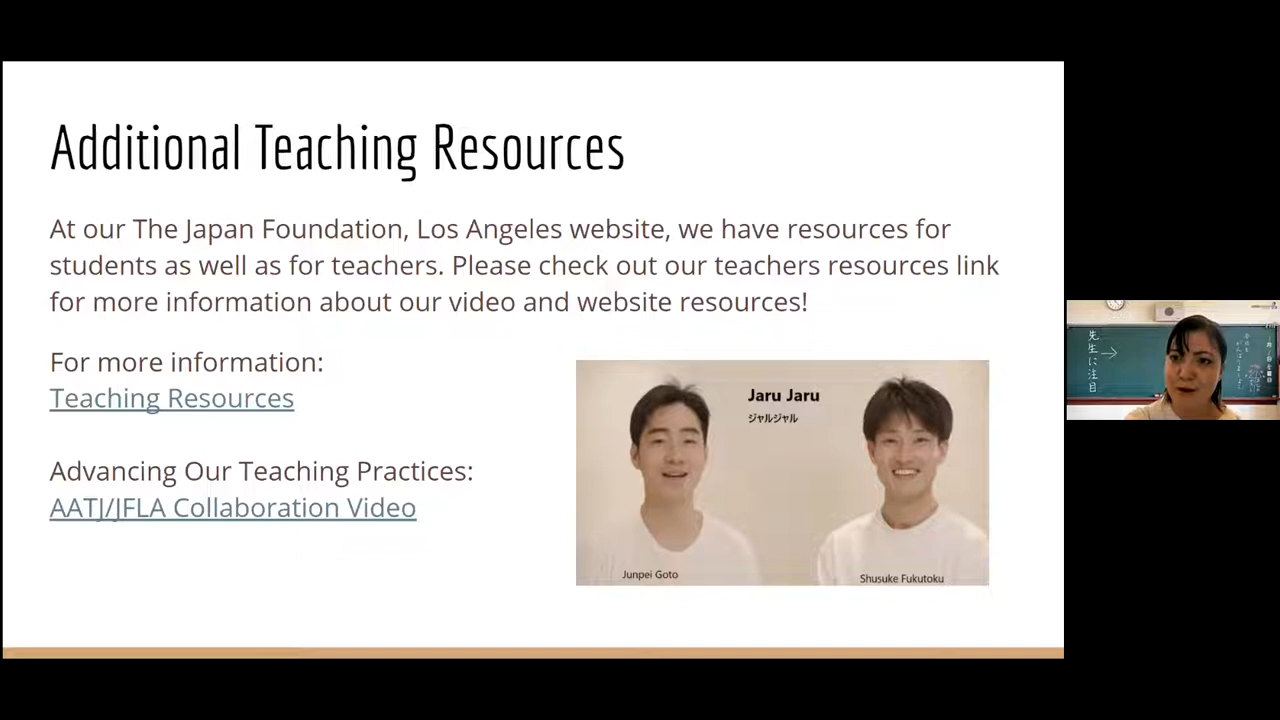 Additional Teaching Resources
At our The Japan Foundation, Los Angeles website, we have resources for
students as well as for teachers. Please check out our teachers resources link
for more information about our video and website resources!
For more information:
Teaching Resources
Advancing Our Teaching Practices:
AATJ/JFLA Collaboration Video
Jaru Jaru
ジャルジャル
Junpei Goto
Shusuke Fukutoku
先生に注目